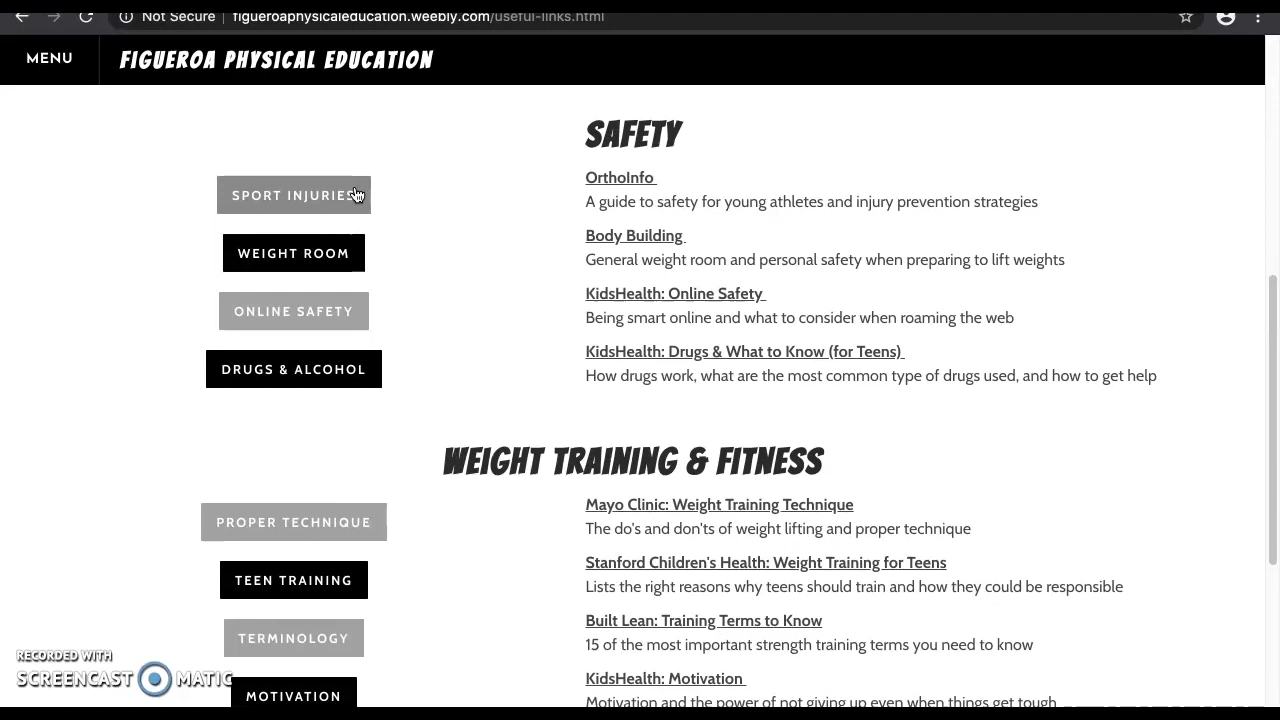 Not Secure | figueroaphysicaleducation.weebly.com/useful-links.html
MENU
FIGUEROA PHYSICAL EDUCATION
SAFETY
SPORT INJURIES
OrthoInfo
A guide to safety for young athletes and injury prevention strategies
WEIGHT ROOM
Body Building
General weight room and personal safety when preparing to lift weights
ONLINE SAFETY
KidsHealth: Online Safety
Being smart online and what to consider when roaming the web
DRUGS & ALCOHOL
KidsHealth: Drugs & What to Know (for Teens)
How drugs work, what are the most common type of drugs used, and how to get help
WEIGHT TRAINING & FITNESS
PROPER TECHNIQUE
Mayo Clinic: Weight Training Technique
The do's and don'ts of weight lifting and proper technique
TEEN TRAINING
Stanford Children's Health: Weight Training for Teens
Lists the right reasons why teens should train and how they could be responsible
TERMINOLOGY
Built Lean: Training Terms to Know
15 of the most important strength training terms you need to know
MOTIVATION
KidsHealth: Motivation
Motivation and the power of not giving up even when things get tough
RECORDED WITH
SCREENCAST MATIC